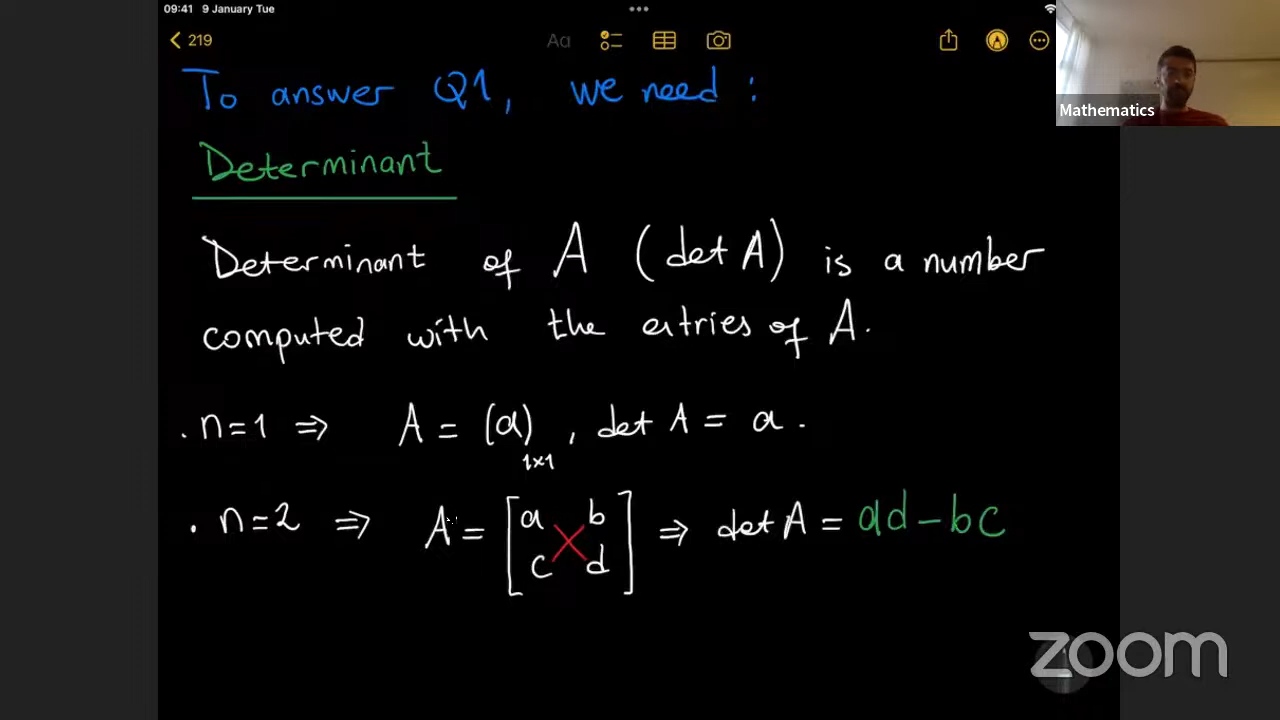 09:41 9 January Tue
219
Aa
To answer Q1, we need :
Mathematics
Determinant
Determinant of A (det A) is a number
computed with the entries of A.
. n=1 ⇒ A = (a)1×1 , det A = a .
. n=2 ⇒ A = [a b
c d] ⇒ det A = ad - bc
zoom